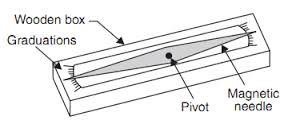 Wooden box
Graduations
Pivot
Magnetic
needle